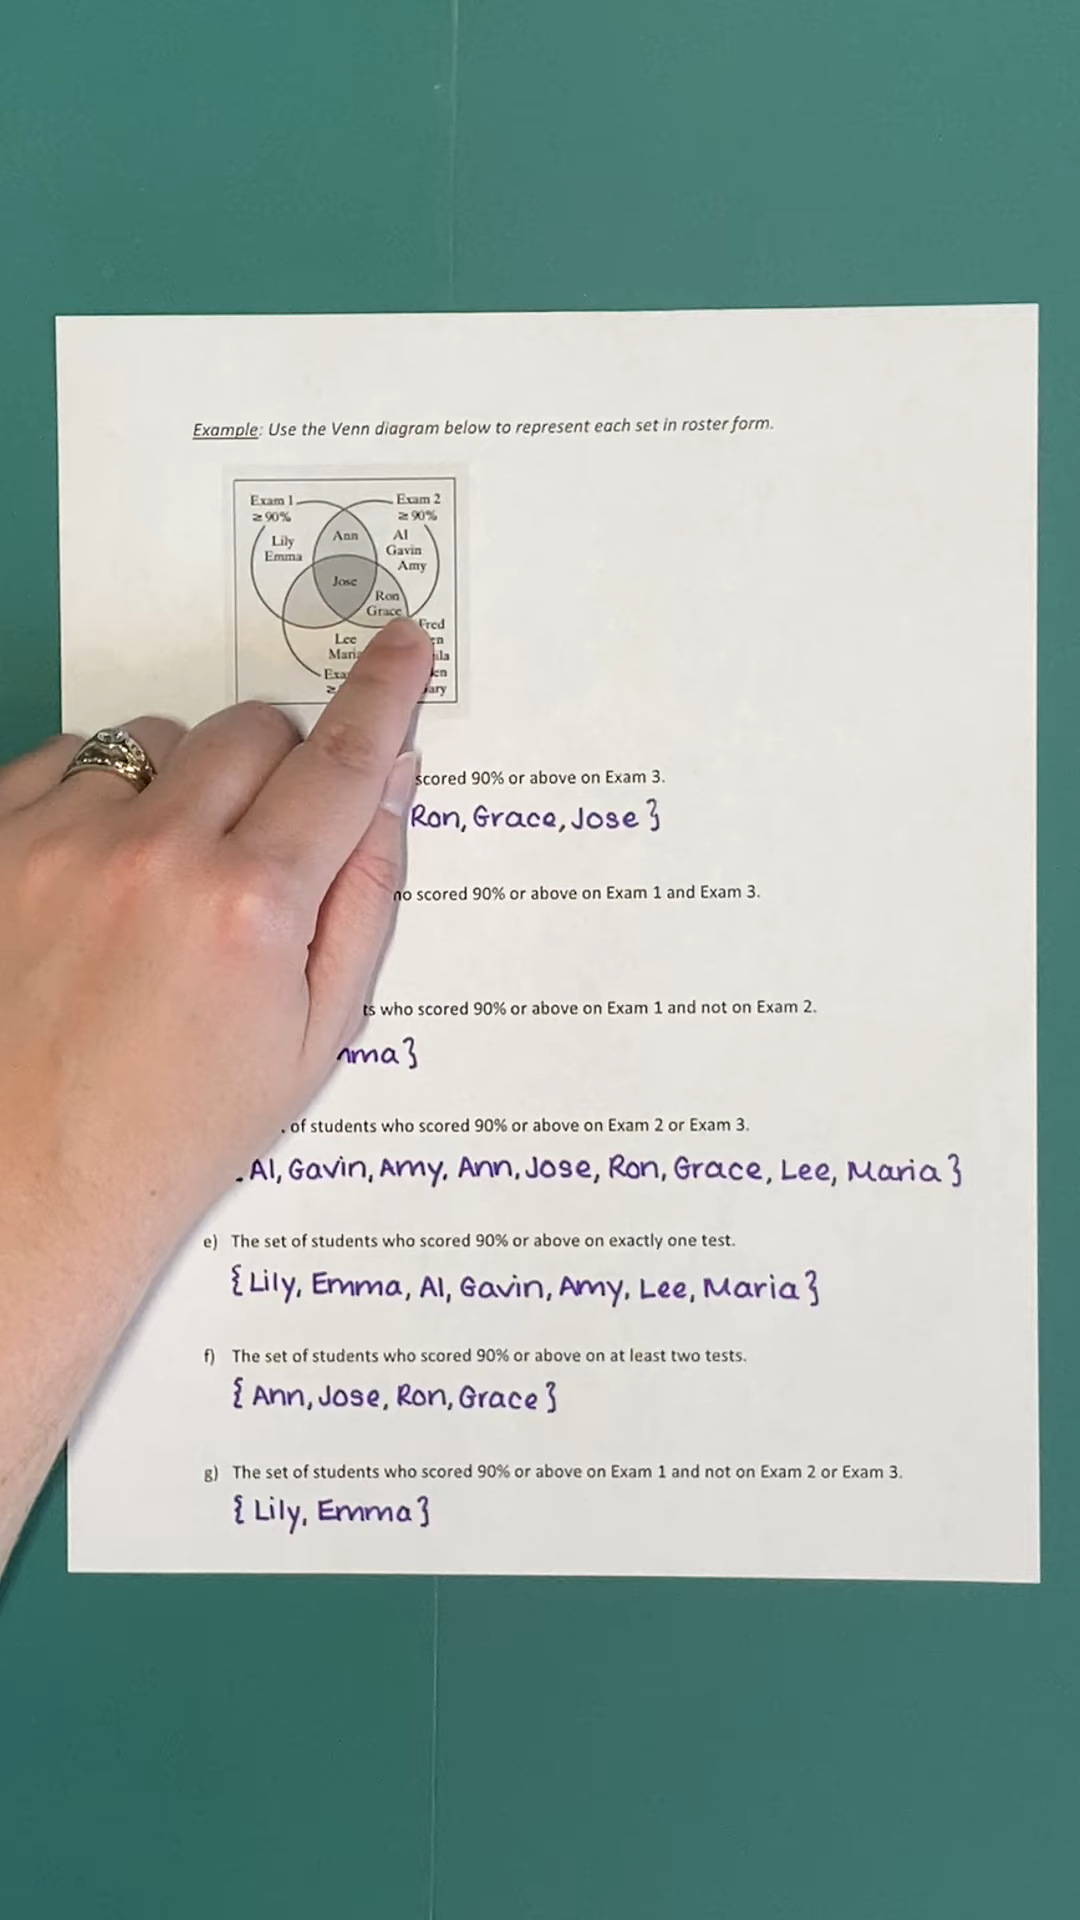 Example: Use the Venn diagram below to represent each set in roster form.
Exam 1 Exam 2
≥ 90% ≥ 90%
Ann Al
Lily Gavin
Emma Amy
Jose
Ron
Grace
Fred
Lee
scored 90% or above on Exam 3.
Ron, Grace, Jose }
scored 90% or above on Exam 1 and Exam 3.
who scored 90% or above on Exam 1 and not on Exam 2.
}
of students who scored 90% or above on Exam 2 or Exam 3.
Al, Gavin, Amy, Ann, Jose, Ron, Grace, Lee, Maria }
e) The set of students who scored 90% or above on exactly one test.
{ Lily, Emma, Al, Gavin, Amy, Lee, Maria }
f) The set of students who scored 90% or above on at least two tests.
{ Ann, Jose, Ron, Grace }
g) The set of students who scored 90% or above on Exam 1 and not on Exam 2 or Exam 3.
{ Lily, Emma }